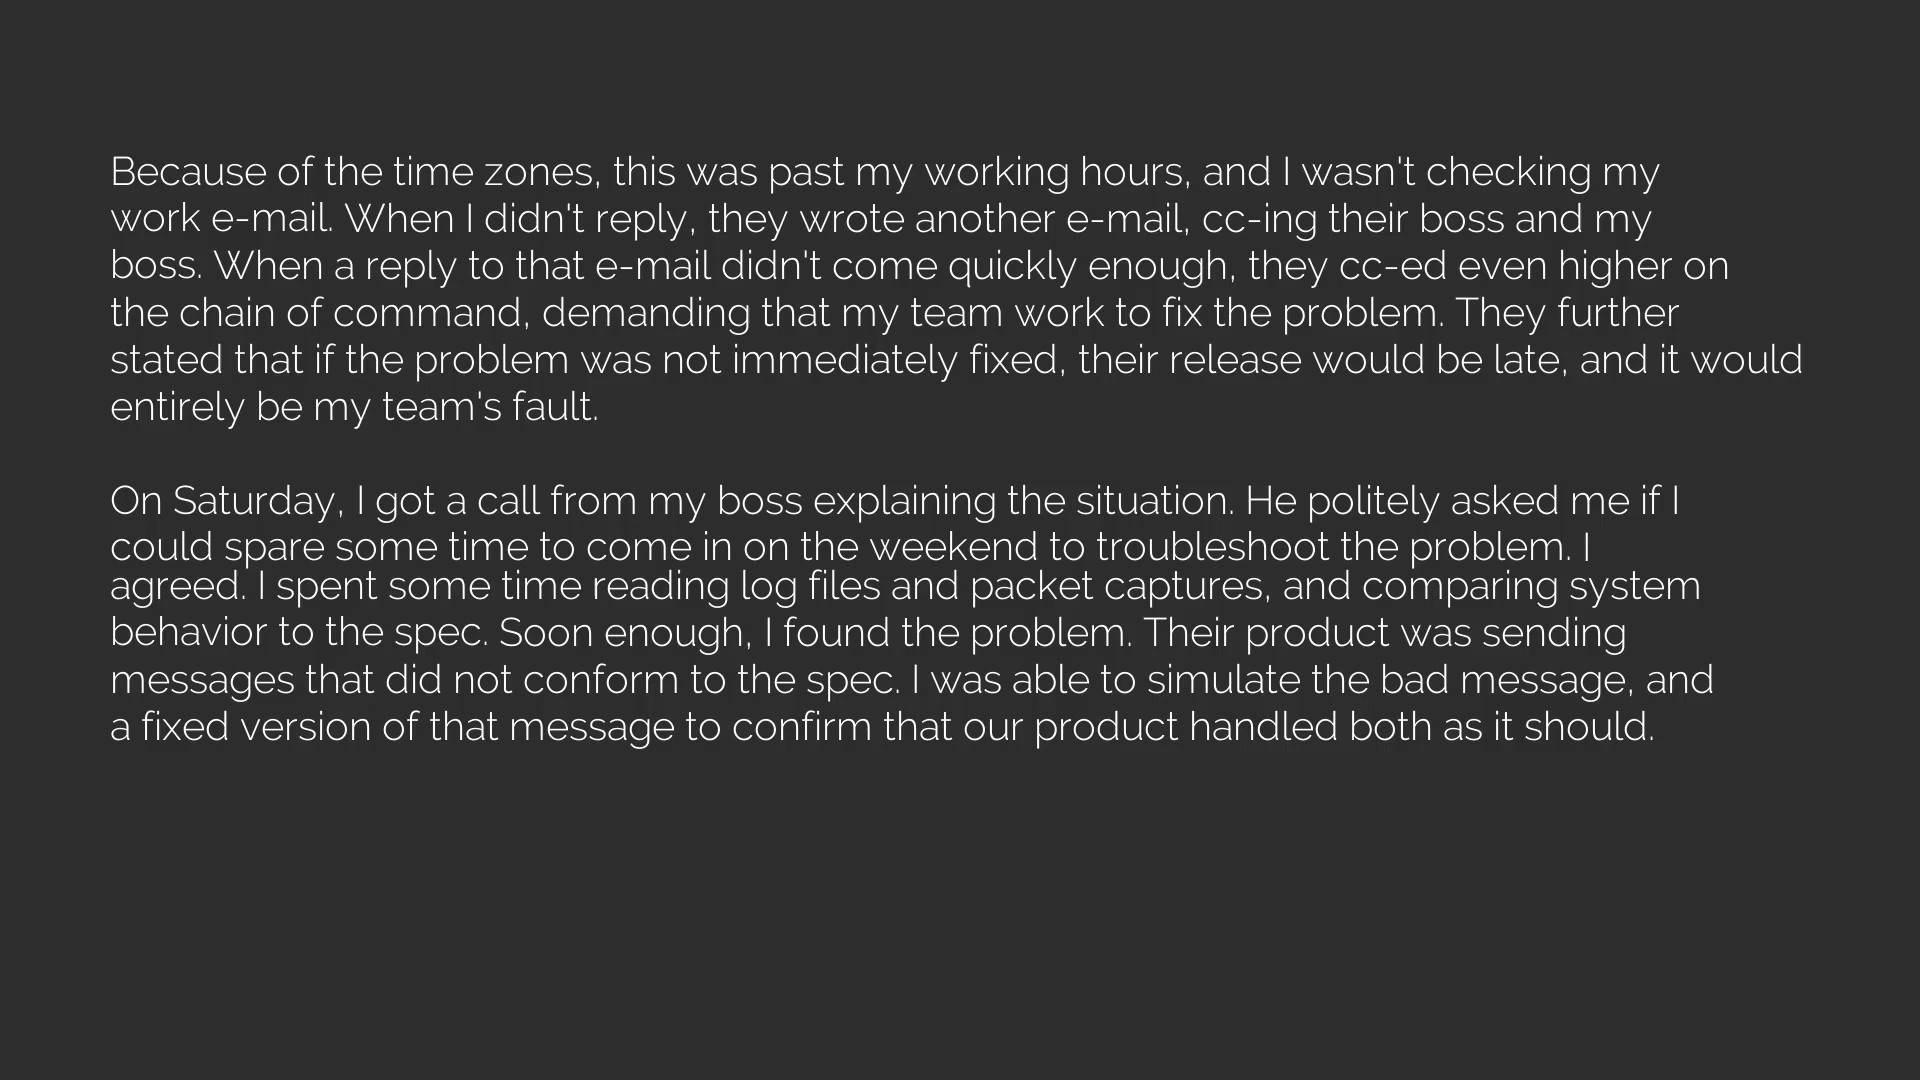 Because of the time zones, this was past my working hours, and I wasn't checking my
work e-mail. When I didn't reply, they wrote another e-mail, cc-ing their boss and my
boss. When a reply to that e-mail didn't come quickly enough, they cc-ed even higher on
the chain of command, demanding that my team work to fix the problem. They further
stated that if the problem was not immediately fixed, their release would be late, and it would
entirely be my team's fault.
On Saturday, I got a call from my boss explaining the situation. He politely asked me if I
could spare some time to come in on the weekend to troubleshoot the problem. I
agreed. I spent some time reading log files and packet captures, and comparing system
behavior to the spec. Soon enough, I found the problem. Their product was sending
messages that did not conform to the spec. I was able to simulate the bad message, and
a fixed version of that message to confirm that our product handled both as it should.